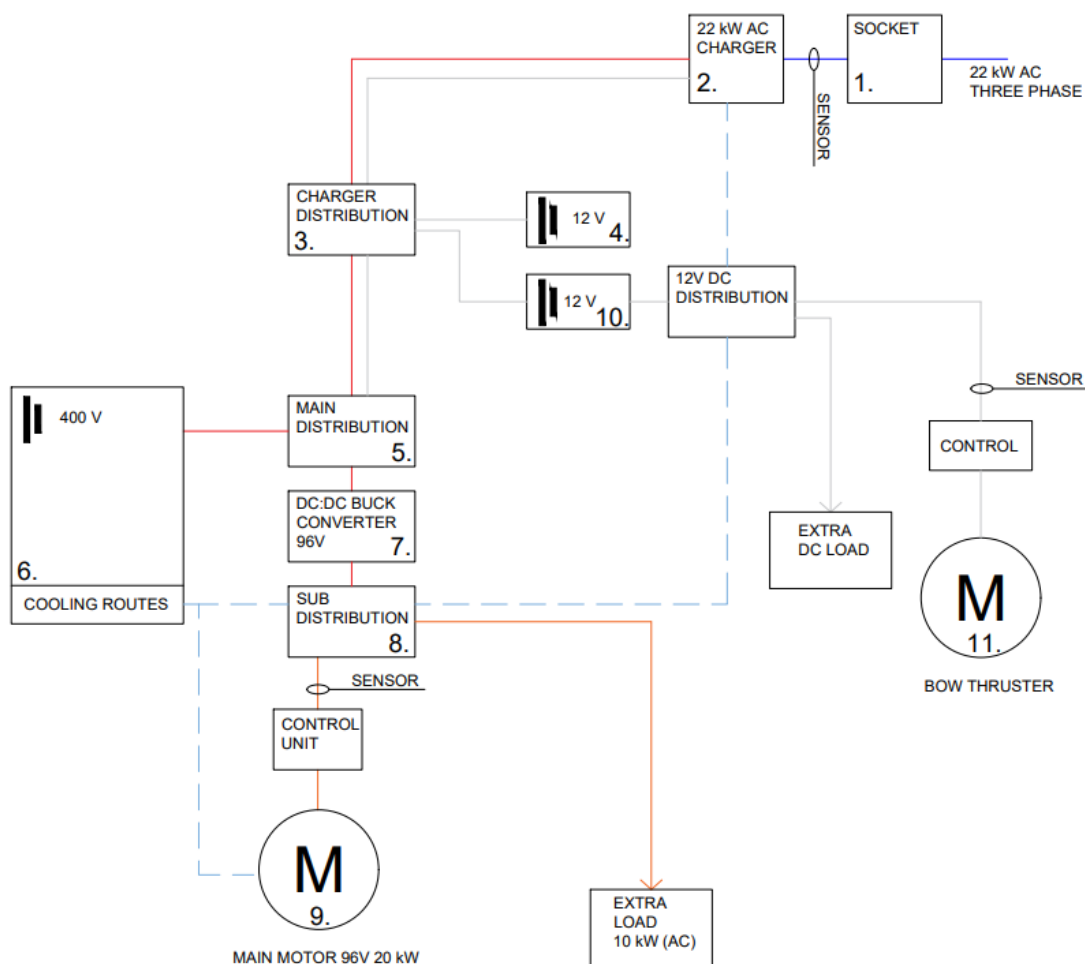 22 kW AC
CHARGER
2.
SOCKET
1.
22 kW AC
THREE PHASE
SENSOR
CHARGER
DISTRIBUTION
3.
12 V
4.
12 V
10.
12V DC
DISTRIBUTION
SENSOR
CONTROL
400 V
6.
COOLING ROUTES
MAIN
DISTRIBUTION
5.
DC:DC BUCK
CONVERTER
96V
7.
SUB
DISTRIBUTION
8.
EXTRA
DC LOAD
M
11.
BOW THRUSTER
SENSOR
CONTROL
UNIT
M
9.
MAIN MOTOR 96V 20 kW
EXTRA
LOAD
10 kW (AC)